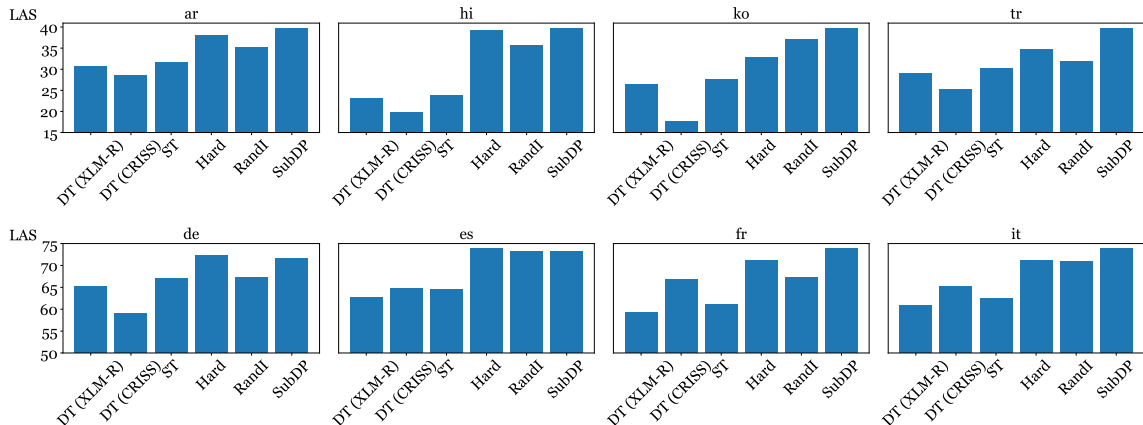 LAS
ar
hi
ko
tr
40
35
30
25
20
15
DT (XLM-R)
DT (CRISS)
ST
Hard
RandI
SubDP
DT (XLM-R)
DT (CRISS)
ST
Hard
RandI
SubDP
DT (XLM-R)
DT (CRISS)
ST
Hard
RandI
SubDP
DT (XLM-R)
DT (CRISS)
ST
Hard
RandI
SubDP
LAS
de
es
fr
it
75
70
65
60
55
50
DT (XLM-R)
DT (CRISS)
ST
Hard
RandI
SubDP
DT (XLM-R)
DT (CRISS)
ST
Hard
RandI
SubDP
DT (XLM-R)
DT (CRISS)
ST
Hard
RandI
SubDP
DT (XLM-R)
DT (CRISS)
ST
Hard
RandI
SubDP